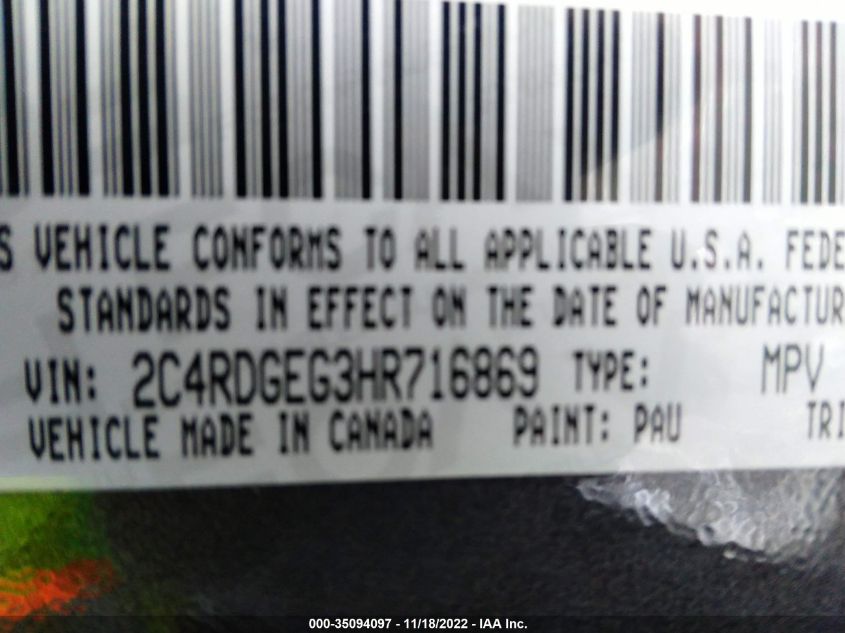 S VEHICLE CONFORMS TO ALL APPLICABLE U.S.A. FEDE
STANDARDS IN EFFECT ON THE DATE OF MANUFACTUR
VIN: 2C4RDGEG3HR716869 TYPE: MPV
VEHICLE MADE IN CANADA PAINT: PAU TRI
000-35094097 - 11/18/2022 - IAA Inc.